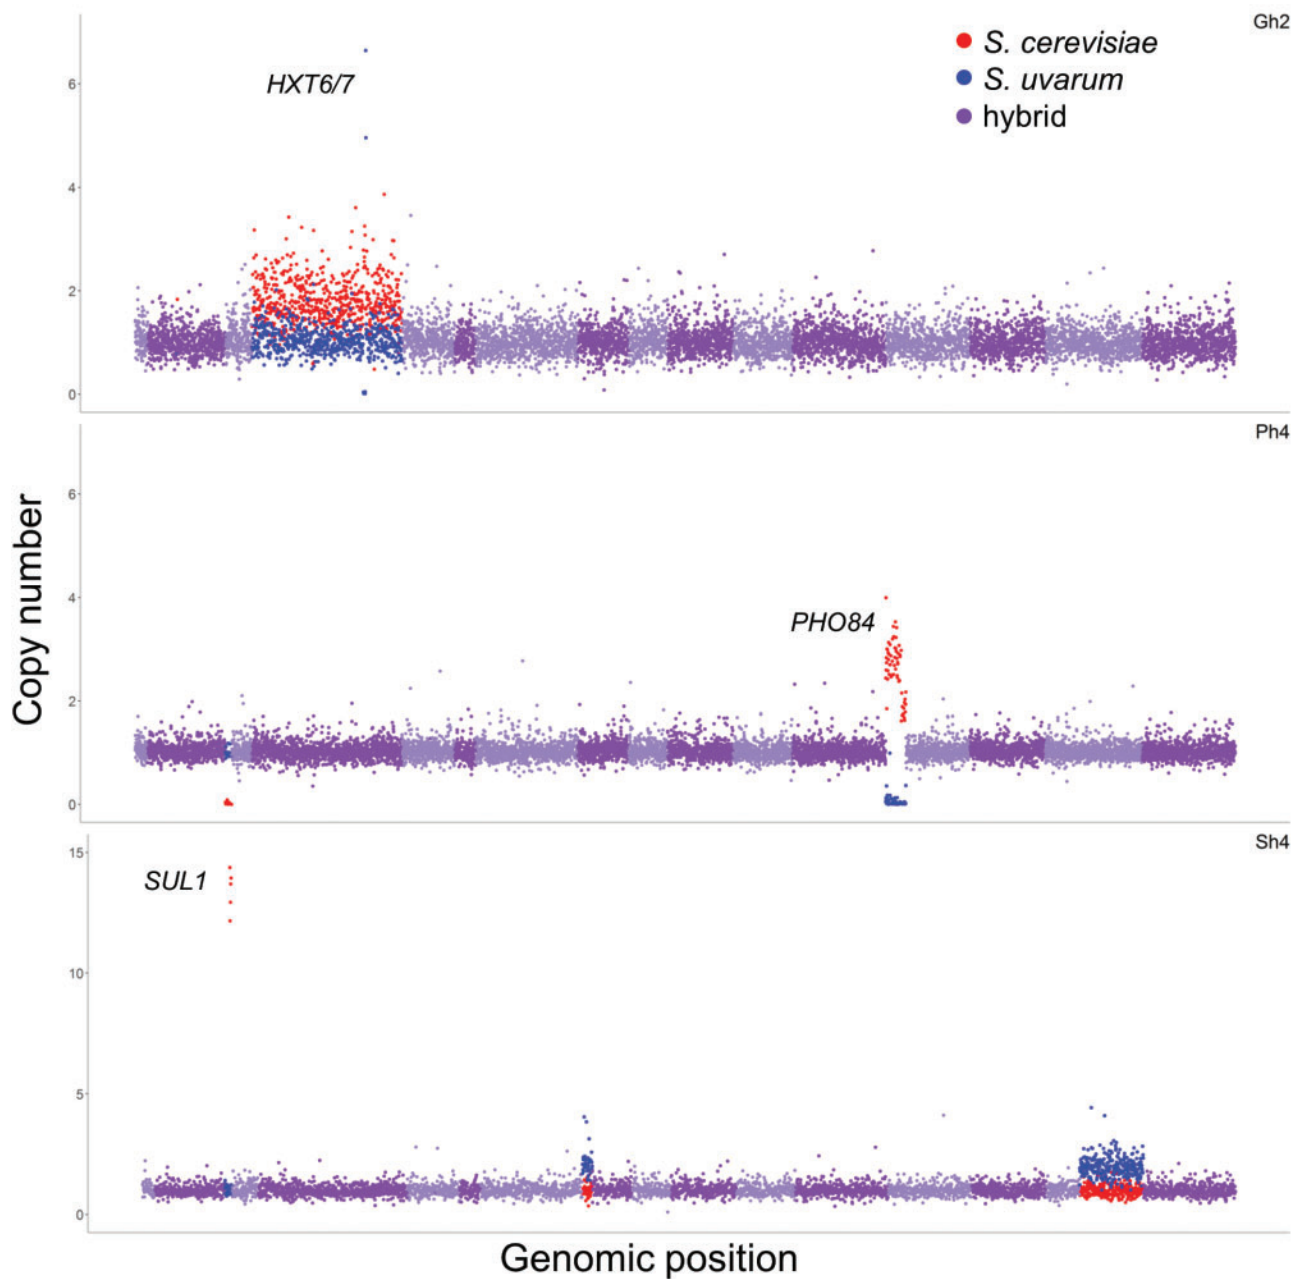 Gh2
S. cerevisiae
S. uvarum
hybrid
HXT6/7
6
4
2
0
Ph4
6
4
2
0
PHO84
Copy number
Sh4
15
10
5
0
SUL1
Genomic position